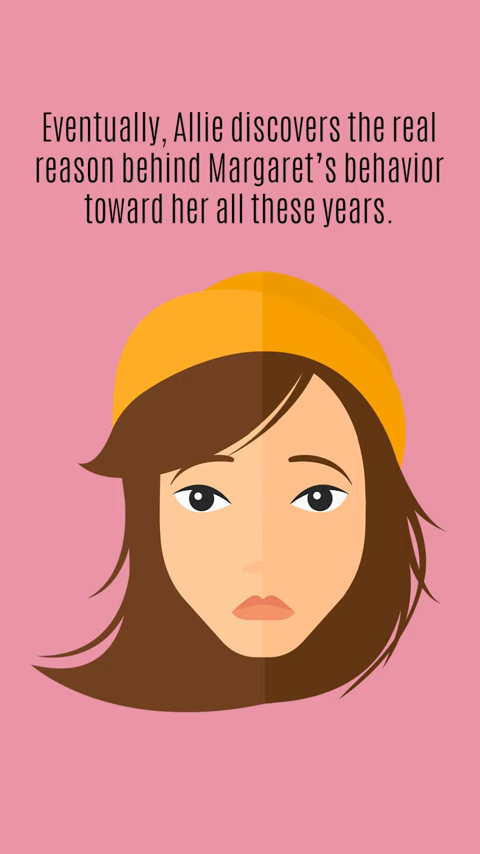 Eventually, Allie discovers the real
reason behind Margaret’s behavior
toward her all these years.